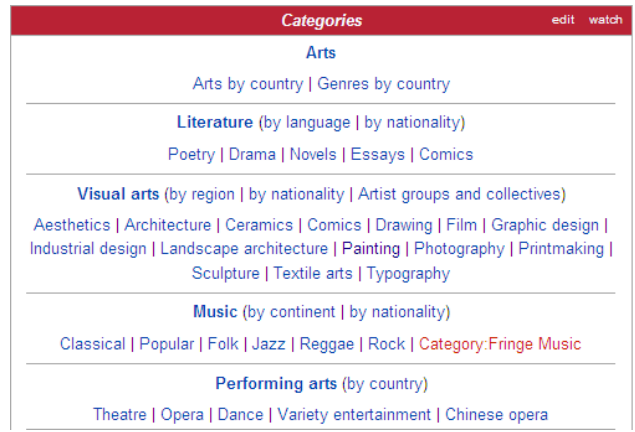 Categories edit watch
Arts
Arts by country | Genres by country
Literature (by language | by nationality)
Poetry | Drama | Novels | Essays | Comics
Visual arts (by region | by nationality | Artist groups and collectives)
Aesthetics | Architecture | Ceramics | Comics | Drawing | Film | Graphic design |
Industrial design | Landscape architecture | Painting | Photography | Printmaking |
Sculpture | Textile arts | Typography
Music (by continent | by nationality)
Classical | Popular | Folk | Jazz | Reggae | Rock | Category:Fringe Music
Performing arts (by country)
Theatre | Opera | Dance | Variety entertainment | Chinese opera